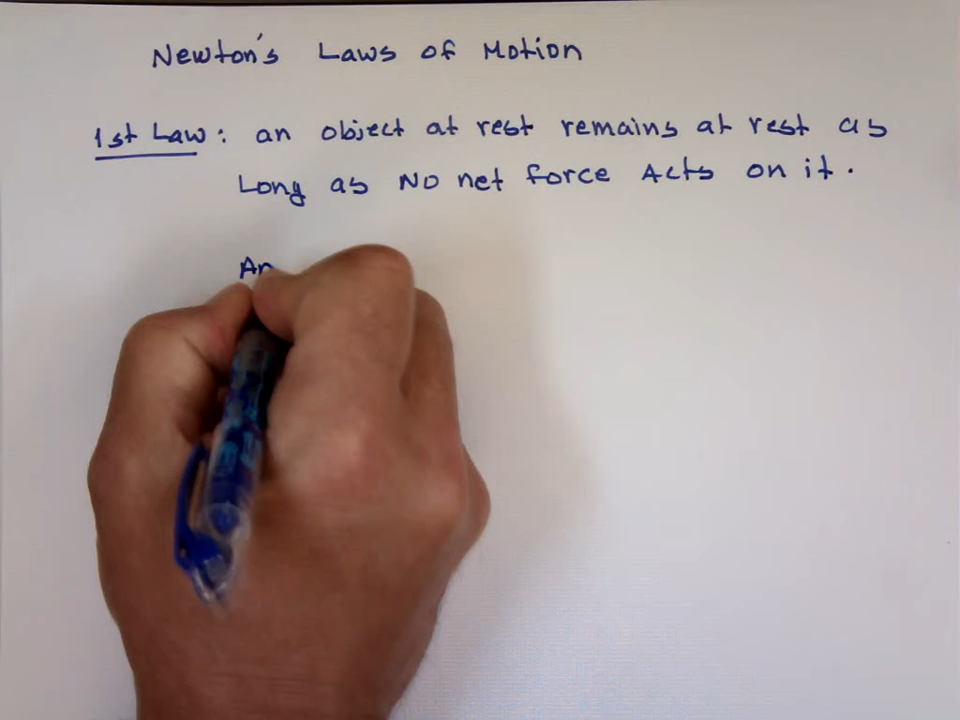 Newton's Laws of Motion
1st Law: an object at rest remains at rest as
Long as No net force Acts on it.
An